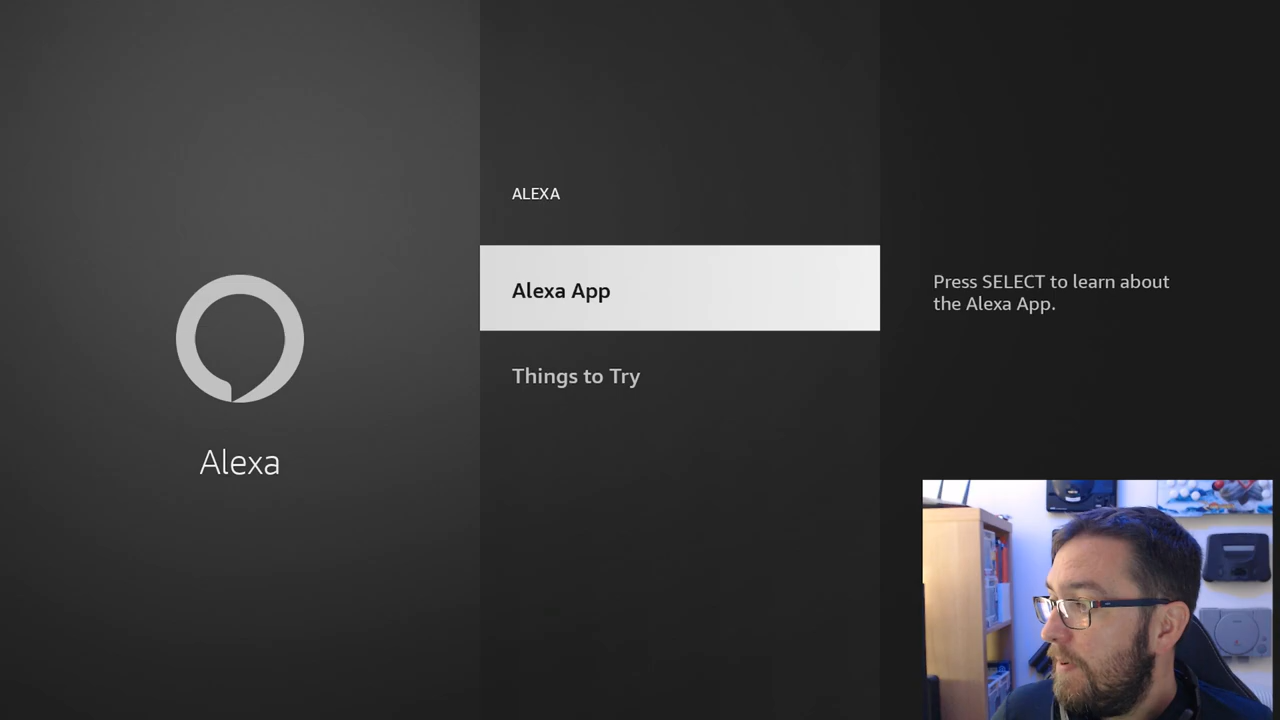 ALEXA
Alexa App
Things to Try
Alexa
Press SELECT to learn about
the Alexa App.